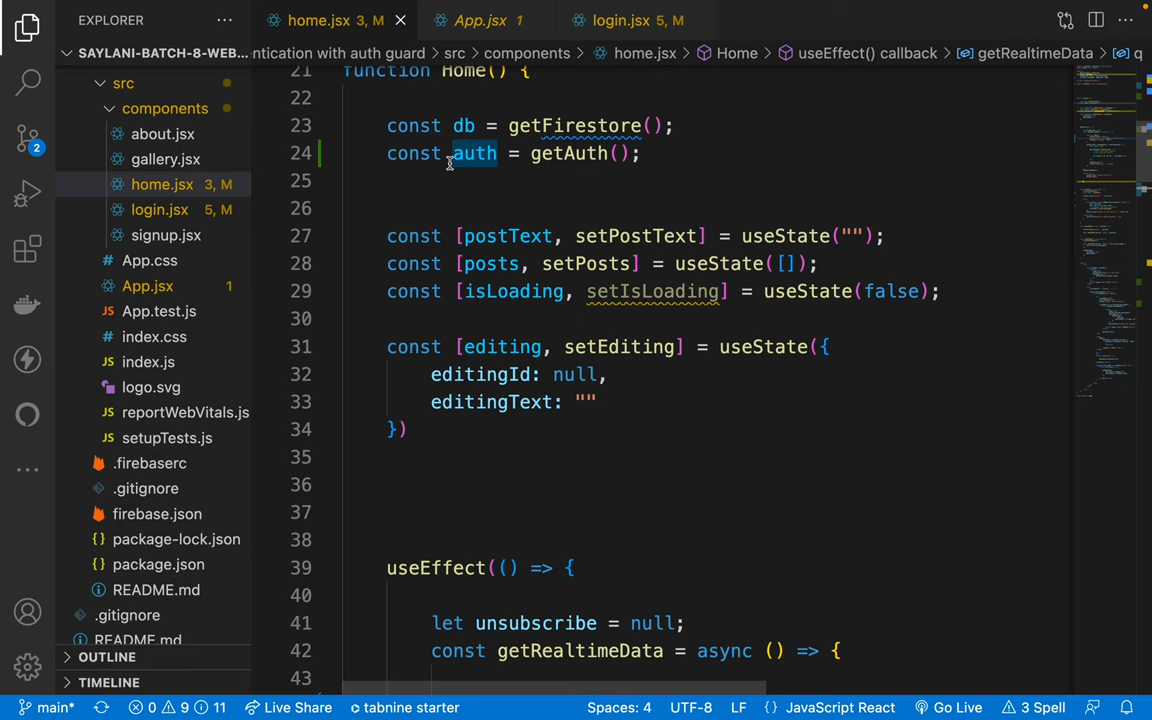 EXPLORER
home.jsx 3, M
App.jsx 1
login.jsx 5, M
SAYLANI-BATCH-8-WEB...
ntication with auth guard > src > components > home.jsx > Home > useEffect() callback > getRealtimeData > q
src
components
about.jsx
gallery.jsx
home.jsx 3, M
login.jsx 5, M
signup.jsx
App.css
App.jsx 1
App.test.js
index.css
index.js
logo.svg
reportWebVitals.js
setupTests.js
.firebaserc
.gitignore
firebase.json
package-lock.json
package.json
README.md
.gitignore
README.md
OUTLINE
TIMELINE
2
21 function Home() {
22
23 const db = getFirestore();
24 const auth = getAuth();
25
26
27 const [postText, setPostText] = useState("");
28 const [posts, setPosts] = useState([]);
29 const [isLoading, setIsLoading] = useState(false);
30
31 const [editing, setEditing] = useState({
32 editingId: null,
33 editingText: ""
34 })
35
36
37
38
39 useEffect(() => {
40
41 let unsubscribe = null;
42 const getRealtimeData = async () => {
43
main* 0 9 11 Live Share tabnine starter Spaces: 4 UTF-8 LF {} JavaScript React Go Live 3 Spell